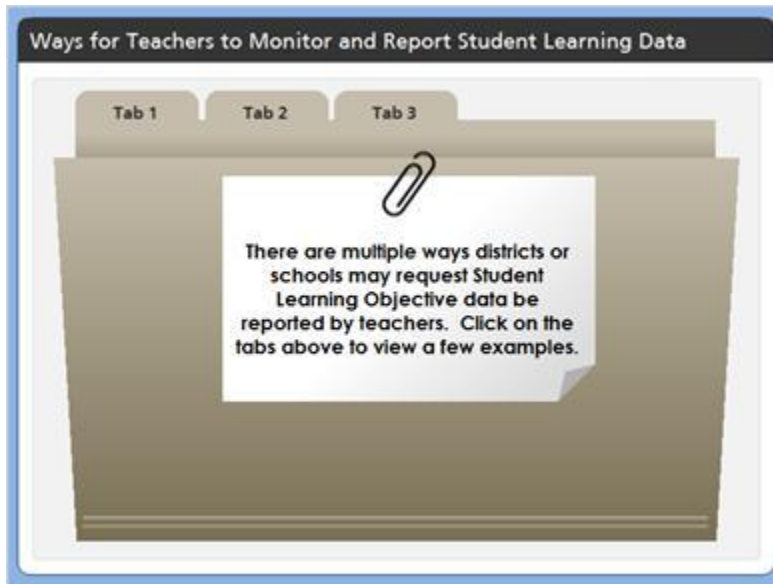 Ways for Teachers to Monitor and Report Student Learning Data
Tab 1
Tab 2
Tab 3
There are multiple ways districts or
schools may request Student
Learning Objective data be
reported by teachers.  Click on the
tabs above to view a few examples.